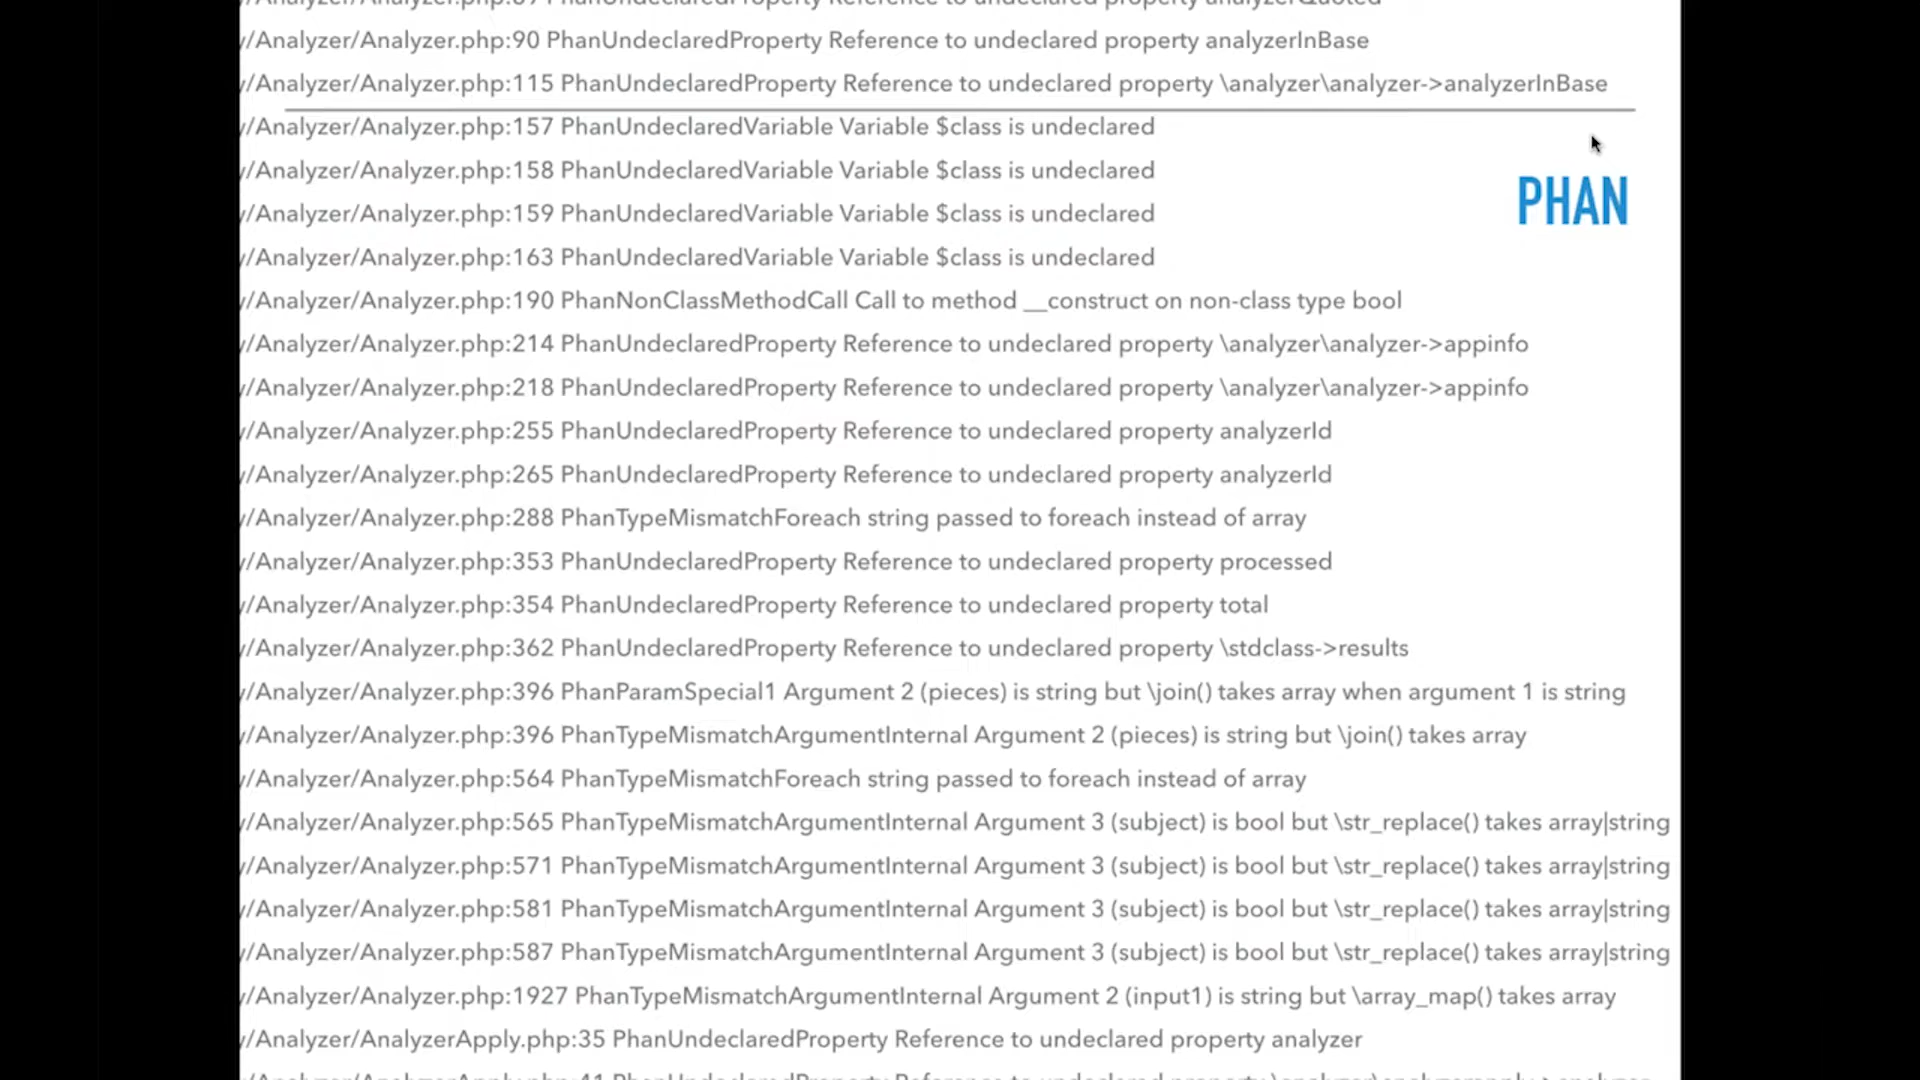 PhanUndeclaredProperty Reference to undeclared property analyzerQuoted
/Analyzer/Analyzer.php:90 PhanUndeclaredProperty Reference to undeclared property analyzerInBase
/Analyzer/Analyzer.php:115 PhanUndeclaredProperty Reference to undeclared property \analyzer\analyzer->analyzerInBase
/Analyzer/Analyzer.php:157 PhanUndeclaredVariable Variable $class is undeclared
/Analyzer/Analyzer.php:158 PhanUndeclaredVariable Variable $class is undeclared
PHAN
/Analyzer/Analyzer.php:159 PhanUndeclaredVariable Variable $class is undeclared
/Analyzer/Analyzer.php:163 PhanUndeclaredVariable Variable $class is undeclared
/Analyzer/Analyzer.php:190 PhanNonClassMethodCall Call to method __construct on non-class type bool
/Analyzer/Analyzer.php:214 PhanUndeclaredProperty Reference to undeclared property \analyzer\analyzer->appinfo
/Analyzer/Analyzer.php:218 PhanUndeclaredProperty Reference to undeclared property \analyzer\analyzer->appinfo
/Analyzer/Analyzer.php:255 PhanUndeclaredProperty Reference to undeclared property analyzerId
/Analyzer/Analyzer.php:265 PhanUndeclaredProperty Reference to undeclared property analyzerId
/Analyzer/Analyzer.php:288 PhanTypeMismatchForeach string passed to foreach instead of array
/Analyzer/Analyzer.php:353 PhanUndeclaredProperty Reference to undeclared property processed
/Analyzer/Analyzer.php:354 PhanUndeclaredProperty Reference to undeclared property total
/Analyzer/Analyzer.php:362 PhanUndeclaredProperty Reference to undeclared property \stdclass->results
/Analyzer/Analyzer.php:396 PhanParamSpecial1 Argument 2 (pieces) is string but \join() takes array when argument 1 is string
/Analyzer/Analyzer.php:396 PhanTypeMismatchArgumentInternal Argument 2 (pieces) is string but \join() takes array
/Analyzer/Analyzer.php:564 PhanTypeMismatchForeach string passed to foreach instead of array
/Analyzer/Analyzer.php:565 PhanTypeMismatchArgumentInternal Argument 3 (subject) is bool but \str_replace() takes array|string
/Analyzer/Analyzer.php:571 PhanTypeMismatchArgumentInternal Argument 3 (subject) is bool but \str_replace() takes array|string
/Analyzer/Analyzer.php:581 PhanTypeMismatchArgumentInternal Argument 3 (subject) is bool but \str_replace() takes array|string
/Analyzer/Analyzer.php:587 PhanTypeMismatchArgumentInternal Argument 3 (subject) is bool but \str_replace() takes array|string
/Analyzer/Analyzer.php:1927 PhanTypeMismatchArgumentInternal Argument 2 (input1) is string but \array_map() takes array
/Analyzer/AnalyzerApply.php:35 PhanUndeclaredProperty Reference to undeclared property analyzer